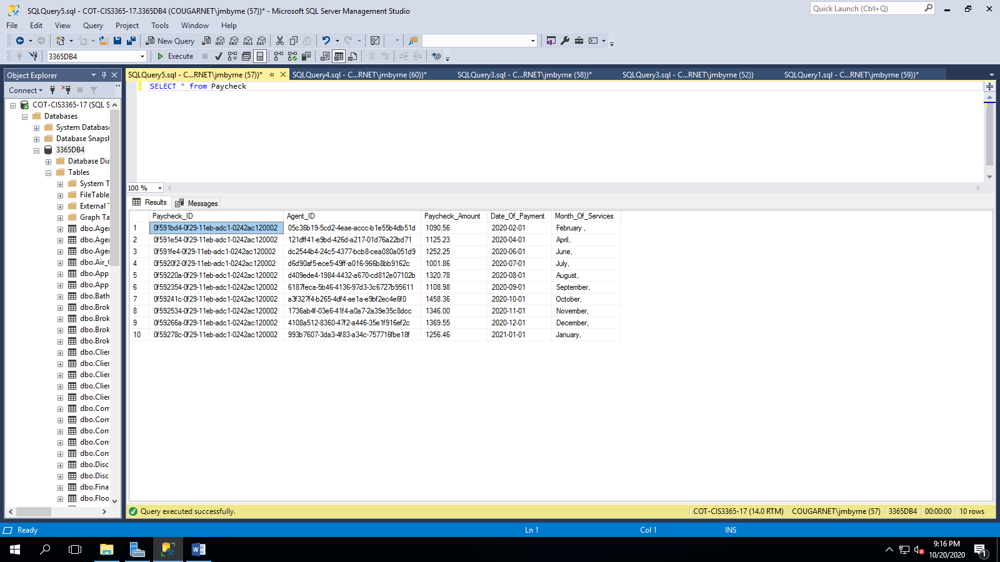 SQLQuery5.sql - COT-CIS3365-17.3365DB4 (COUGARNET\jmbyrne (57))* - Microsoft SQL Server Management Studio
Quick Launch (Ctrl+Q)
File Edit View Query Project Tools Window Help
New Query MDX DMX XMLA DAX
3365DB4 Execute
Object Explorer
SQLQuery5.sql - C...RNET\jmbyrne (57))* SQLQuery4.sql - C...RNET\jmbyrne (60))* SQLQuery3.sql - C...RNET\jmbyrne (58))* SQLQuery3.sql - C...RNET\jmbyrne (52)) SQLQuery1.sql - C...RNET\jmbyrne (59))*
Connect
SELECT * from Paycheck
COT-CIS3365-17 (SQL S
Databases
System Databas
Database Snapsh
3365DB4
Database Dia
Tables
System T
FileTable
External T
Graph Ta
dbo.Age
dbo.Age
dbo.Age
dbo.Air_
dbo.App
dbo.App
dbo.Bath
dbo.Brok
dbo.Brok
dbo.Brok
dbo.Brok
dbo.Clier
dbo.Clier
dbo.Clier
dbo.Clier
dbo.Clier
dbo.Com
dbo.Com
dbo.Con
dbo.Con
dbo.Con
dbo.Disc
dbo.Disc
dbo.Fina
dbo.Floo
100 %
Results Messages
Paycheck_ID Agent_ID Paycheck_Amount Date_Of_Payment Month_Of_Services
1 0f591bd4-0f29-11eb-adc1-0242ac120002 05c36b19-5cd2-4eae-accc-b1e55b4db51d 1090.56 2020-02-01 February ,
2 0f591e54-0f29-11eb-adc1-0242ac120002 121dff41-e9bd-426d-a217-01d76a22bd71 1125.23 2020-04-01 April,
3 0f591fe4-0f29-11eb-adc1-0242ac120002 dc2544b4-24c5-4377-bcb8-cea080a051d9 1252.25 2020-06-01 June,
4 0f5920f2-0f29-11eb-adc1-0242ac120002 d6d90af5-ece5-49ff-a016-966b8bb9162c 1001.86 2020-07-01 July,
5 0f59220a-0f29-11eb-adc1-0242ac120002 d409ede4-1984-4432-a670-cd812e07102b 1320.78 2020-08-01 August,
6 0f592354-0f29-11eb-adc1-0242ac120002 6187feca-5b46-4136-97d3-3c6727b95611 1108.98 2020-09-01 September,
7 0f59241c-0f29-11eb-adc1-0242ac120002 a3f327f4-b265-4df4-ae1a-e9bf2ec4e6f0 1458.36 2020-10-01 October,
8 0f592534-0f29-11eb-adc1-0242ac120002 1736ab4f-03e6-41f4-a0a7-2a39e35c8dcc 1346.00 2020-11-01 November,
9 0f59266a-0f29-11eb-adc1-0242ac120002 4108a512-8360-47f2-a446-35e1f916ef2c 1369.55 2020-12-01 December,
10 0f59278c-0f29-11eb-adc1-0242ac120002 993b7607-3da3-4f83-a34c-757716fbe18f 1256.46 2021-01-01 January,
Query executed successfully. COT-CIS3365-17 (14.0 RTM) COUGARNET\jmbyrne (57) 3365DB4 00:00:00 10 rows
Ready Ln 1 Col 1 INS
9:16 PM
10/20/2020
1